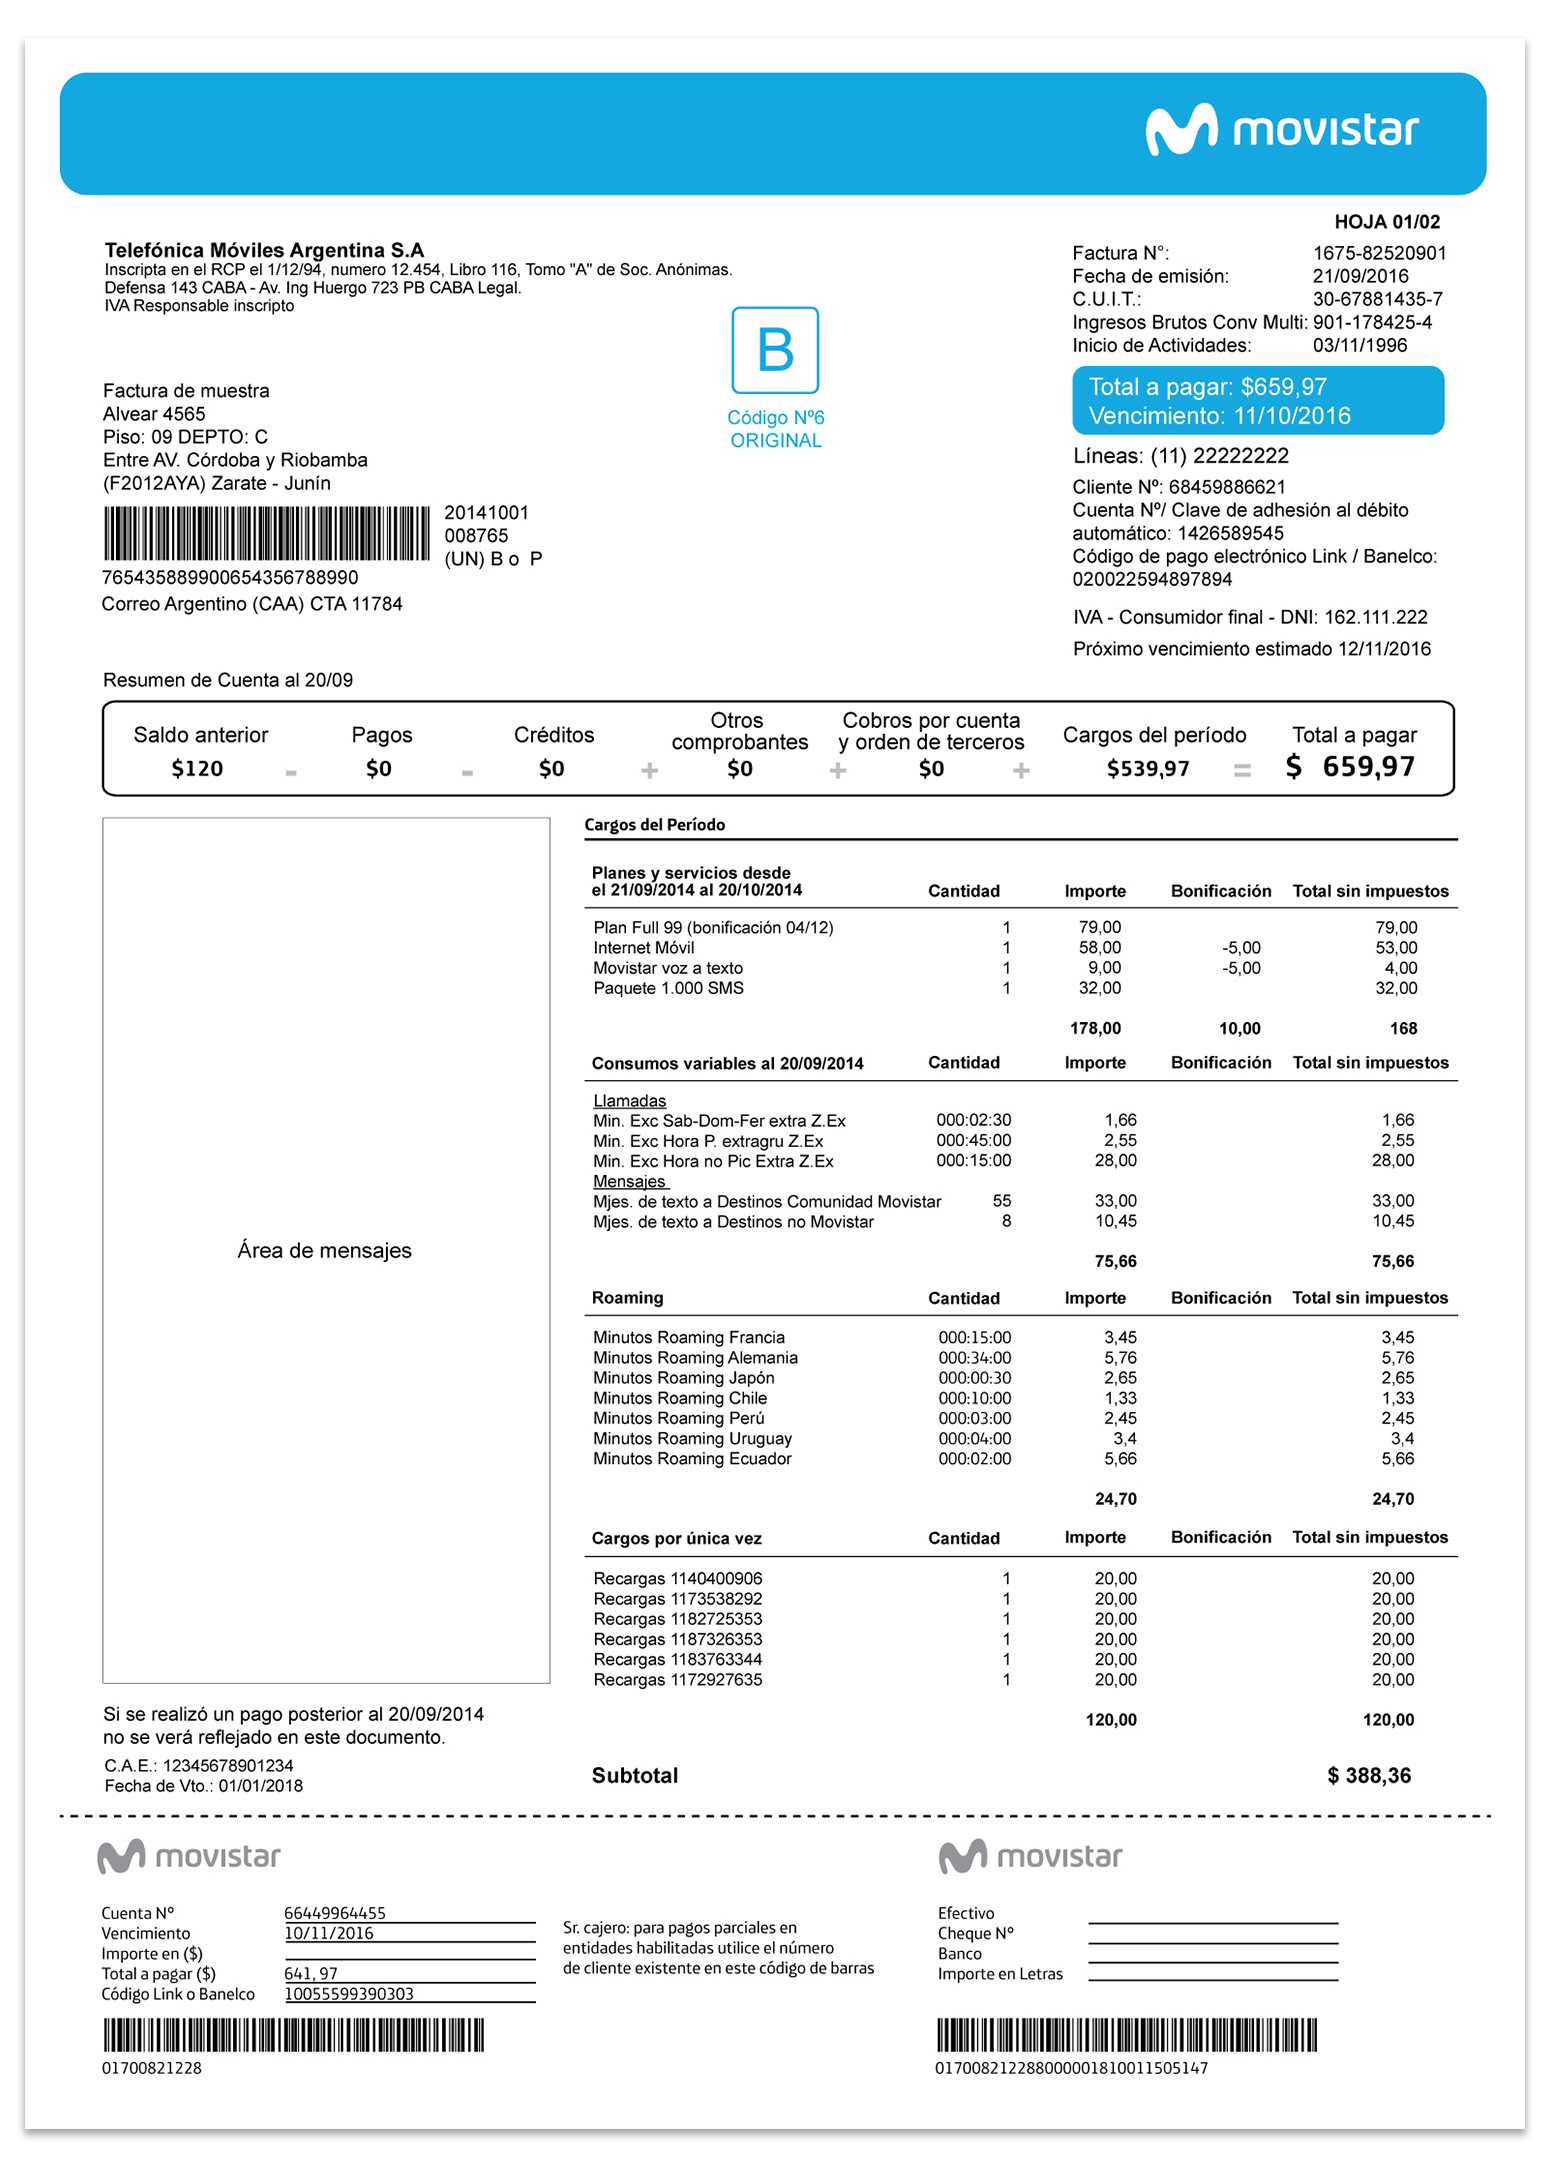 movistar
HOJA 01/02
Telefónica Móviles Argentina S.A
Inscripta en el RCP el 1/12/94, numero 12.454, Libro 116, Tomo "A" de Soc. Anónimas.
Defensa 143 CABA - Av. Ing Huergo 723 PB CABA Legal.
IVA Responsable inscripto
Factura N°: 1675-82520901
Fecha de emisión: 21/09/2016
C.U.I.T.: 30-67881435-7
Ingresos Brutos Conv Multi: 901-178425-4
Inicio de Actividades: 03/11/1996
B
Código Nº6
ORIGINAL
Total a pagar: $659,97
Vencimiento: 11/10/2016
Factura de muestra
Alvear 4565
Piso: 09 DEPTO: C
Entre AV. Córdoba y Riobamba
(F2012AYA) Zarate - Junín
20141001
008765
(UN) B o P
765435889900654356788990
Correo Argentino (CAA) CTA 11784
Líneas: (11) 22222222
Cliente Nº: 68459886621
Cuenta Nº/ Clave de adhesión al débito
automático: 1426589545
Código de pago electrónico Link / Banelco:
020022594897894
IVA - Consumidor final - DNI: 162.111.222
Próximo vencimiento estimado 12/11/2016
Resumen de Cuenta al 20/09
Saldo anterior Pagos Créditos Otros comprobantes Cobros por cuenta y orden de terceros Cargos del período Total a pagar
$120 - $0 - $0 + $0 + $0 + $539,97 = $ 659,97
Área de mensajes
Cargos del Período
Planes y servicios desde
el 21/09/2014 al 20/10/2014 Cantidad Importe Bonificación Total sin impuestos
Plan Full 99 (bonificación 04/12) 1 79,00 79,00
Internet Móvil 1 58,00 -5,00 53,00
Movistar voz a texto 1 9,00 -5,00 4,00
Paquete 1.000 SMS 1 32,00 32,00
178,00 10,00 168
Consumos variables al 20/09/2014 Cantidad Importe Bonificación Total sin impuestos
Llamadas
Min. Exc Sab-Dom-Fer extra Z.Ex 000:02:30 1,66 1,66
Min. Exc Hora P. extragru Z.Ex 000:45:00 2,55 2,55
Min. Exc Hora no Pic Extra Z.Ex 000:15:00 28,00 28,00
Mensajes
Mjes. de texto a Destinos Comunidad Movistar 55 33,00 33,00
Mjes. de texto a Destinos no Movistar 8 10,45 10,45
75,66 75,66
Roaming Cantidad Importe Bonificación Total sin impuestos
Minutos Roaming Francia 000:15:00 3,45 3,45
Minutos Roaming Alemania 000:34:00 5,76 5,76
Minutos Roaming Japón 000:00:30 2,65 2,65
Minutos Roaming Chile 000:10:00 1,33 1,33
Minutos Roaming Perú 000:03:00 2,45 2,45
Minutos Roaming Uruguay 000:04:00 3,4 3,4
Minutos Roaming Ecuador 000:02:00 5,66 5,66
24,70 24,70
Cargos por única vez Cantidad Importe Bonificación Total sin impuestos
Recargas 1140400906 1 20,00 20,00
Recargas 1173538292 1 20,00 20,00
Recargas 1182725353 1 20,00 20,00
Recargas 1187326353 1 20,00 20,00
Recargas 1183763344 1 20,00 20,00
Recargas 1172927635 1 20,00 20,00
120,00 120,00
Subtotal $ 388,36
Si se realizó un pago posterior al 20/09/2014
no se verá reflejado en este documento.
C.A.E.: 12345678901234
Fecha de Vto.: 01/01/2018
movistar
Cuenta Nº 66449964455
Vencimiento 10/11/2016
Importe en ($)
Total a pagar ($) 641,97
Código Link o Banelco 10055599390303
01700821228
Sr. cajero: para pagos parciales en
entidades habilitadas utilice el número
de cliente existente en este código de barras
movistar
Efectivo
Cheque Nº
Banco
Importe en Letras
0170082122880000018100115​05147